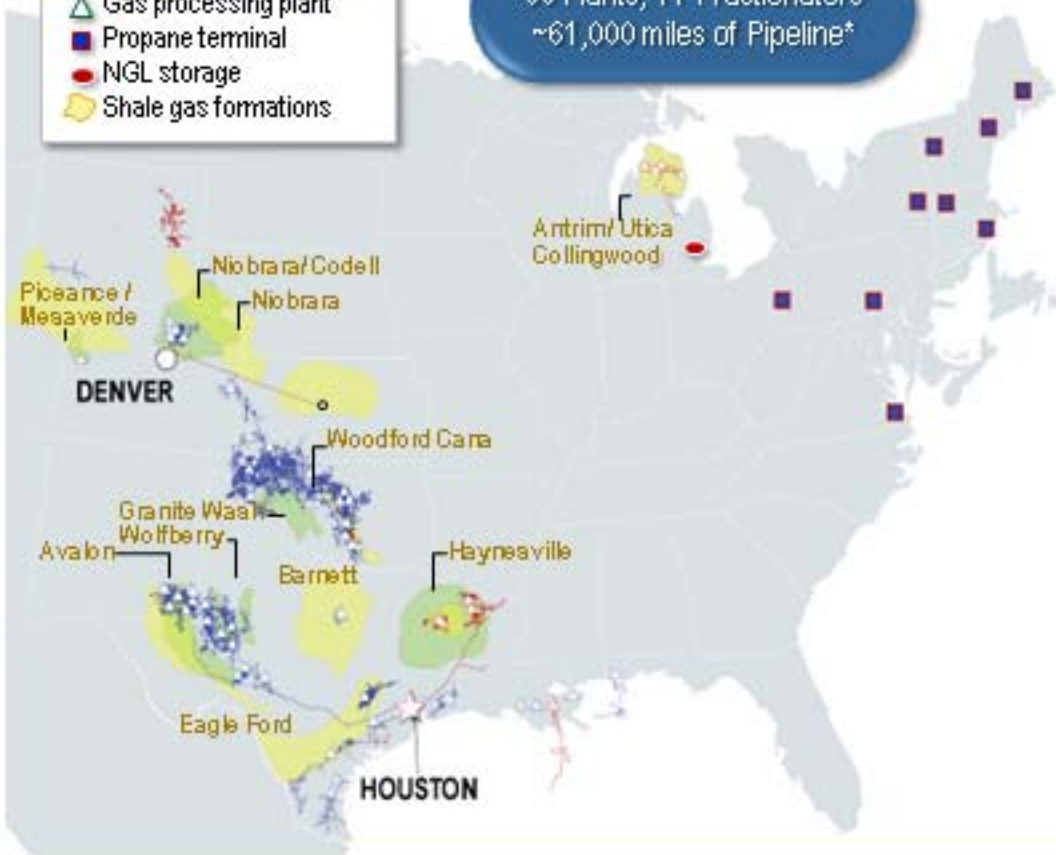 Gas processing plant
Propane terminal
NGL storage
Shale gas formations
~61,000 miles of Pipeline*
Antrim/ Utica
Collingwood
Niobrara/Codell
Niobrara
Piceance /
Mesaverde
DENVER
Woodford Cana
Granite Wash
Wolfberry
Avalon
Barnett
Haynesville
Eagle Ford
HOUSTON